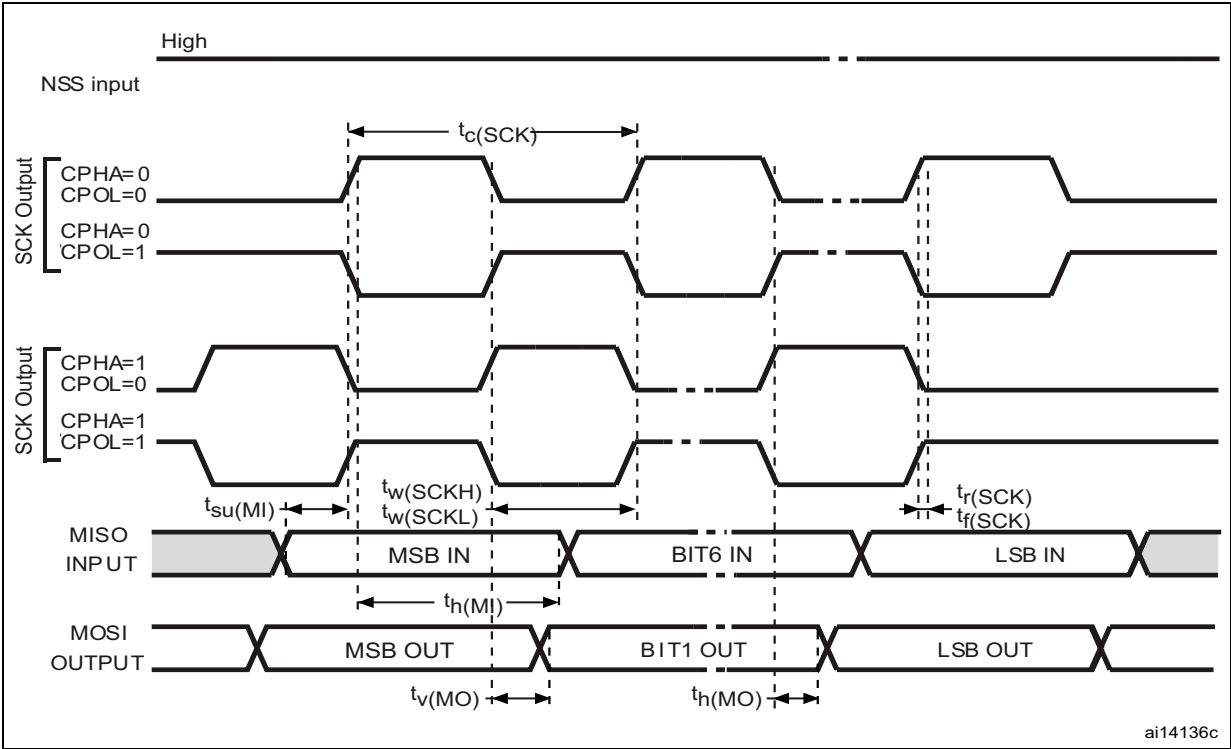 High
NSS input
tc(SCK)
SCK Output
CPHA=0
CPOL=0
CPHA=0
CPOL=1
SCK Output
CPHA=1
CPOL=0
CPHA=1
CPOL=1
tsu(MI)
tw(SCKH)
tw(SCKL)
tr(SCK)
tf(SCK)
MISO
INPUT
MSB IN
BIT6 IN
LSB IN
th(MI)
MOSI
OUTPUT
MSB OUT
BIT1 OUT
LSB OUT
tv(MO)
th(MO)
ai14136c